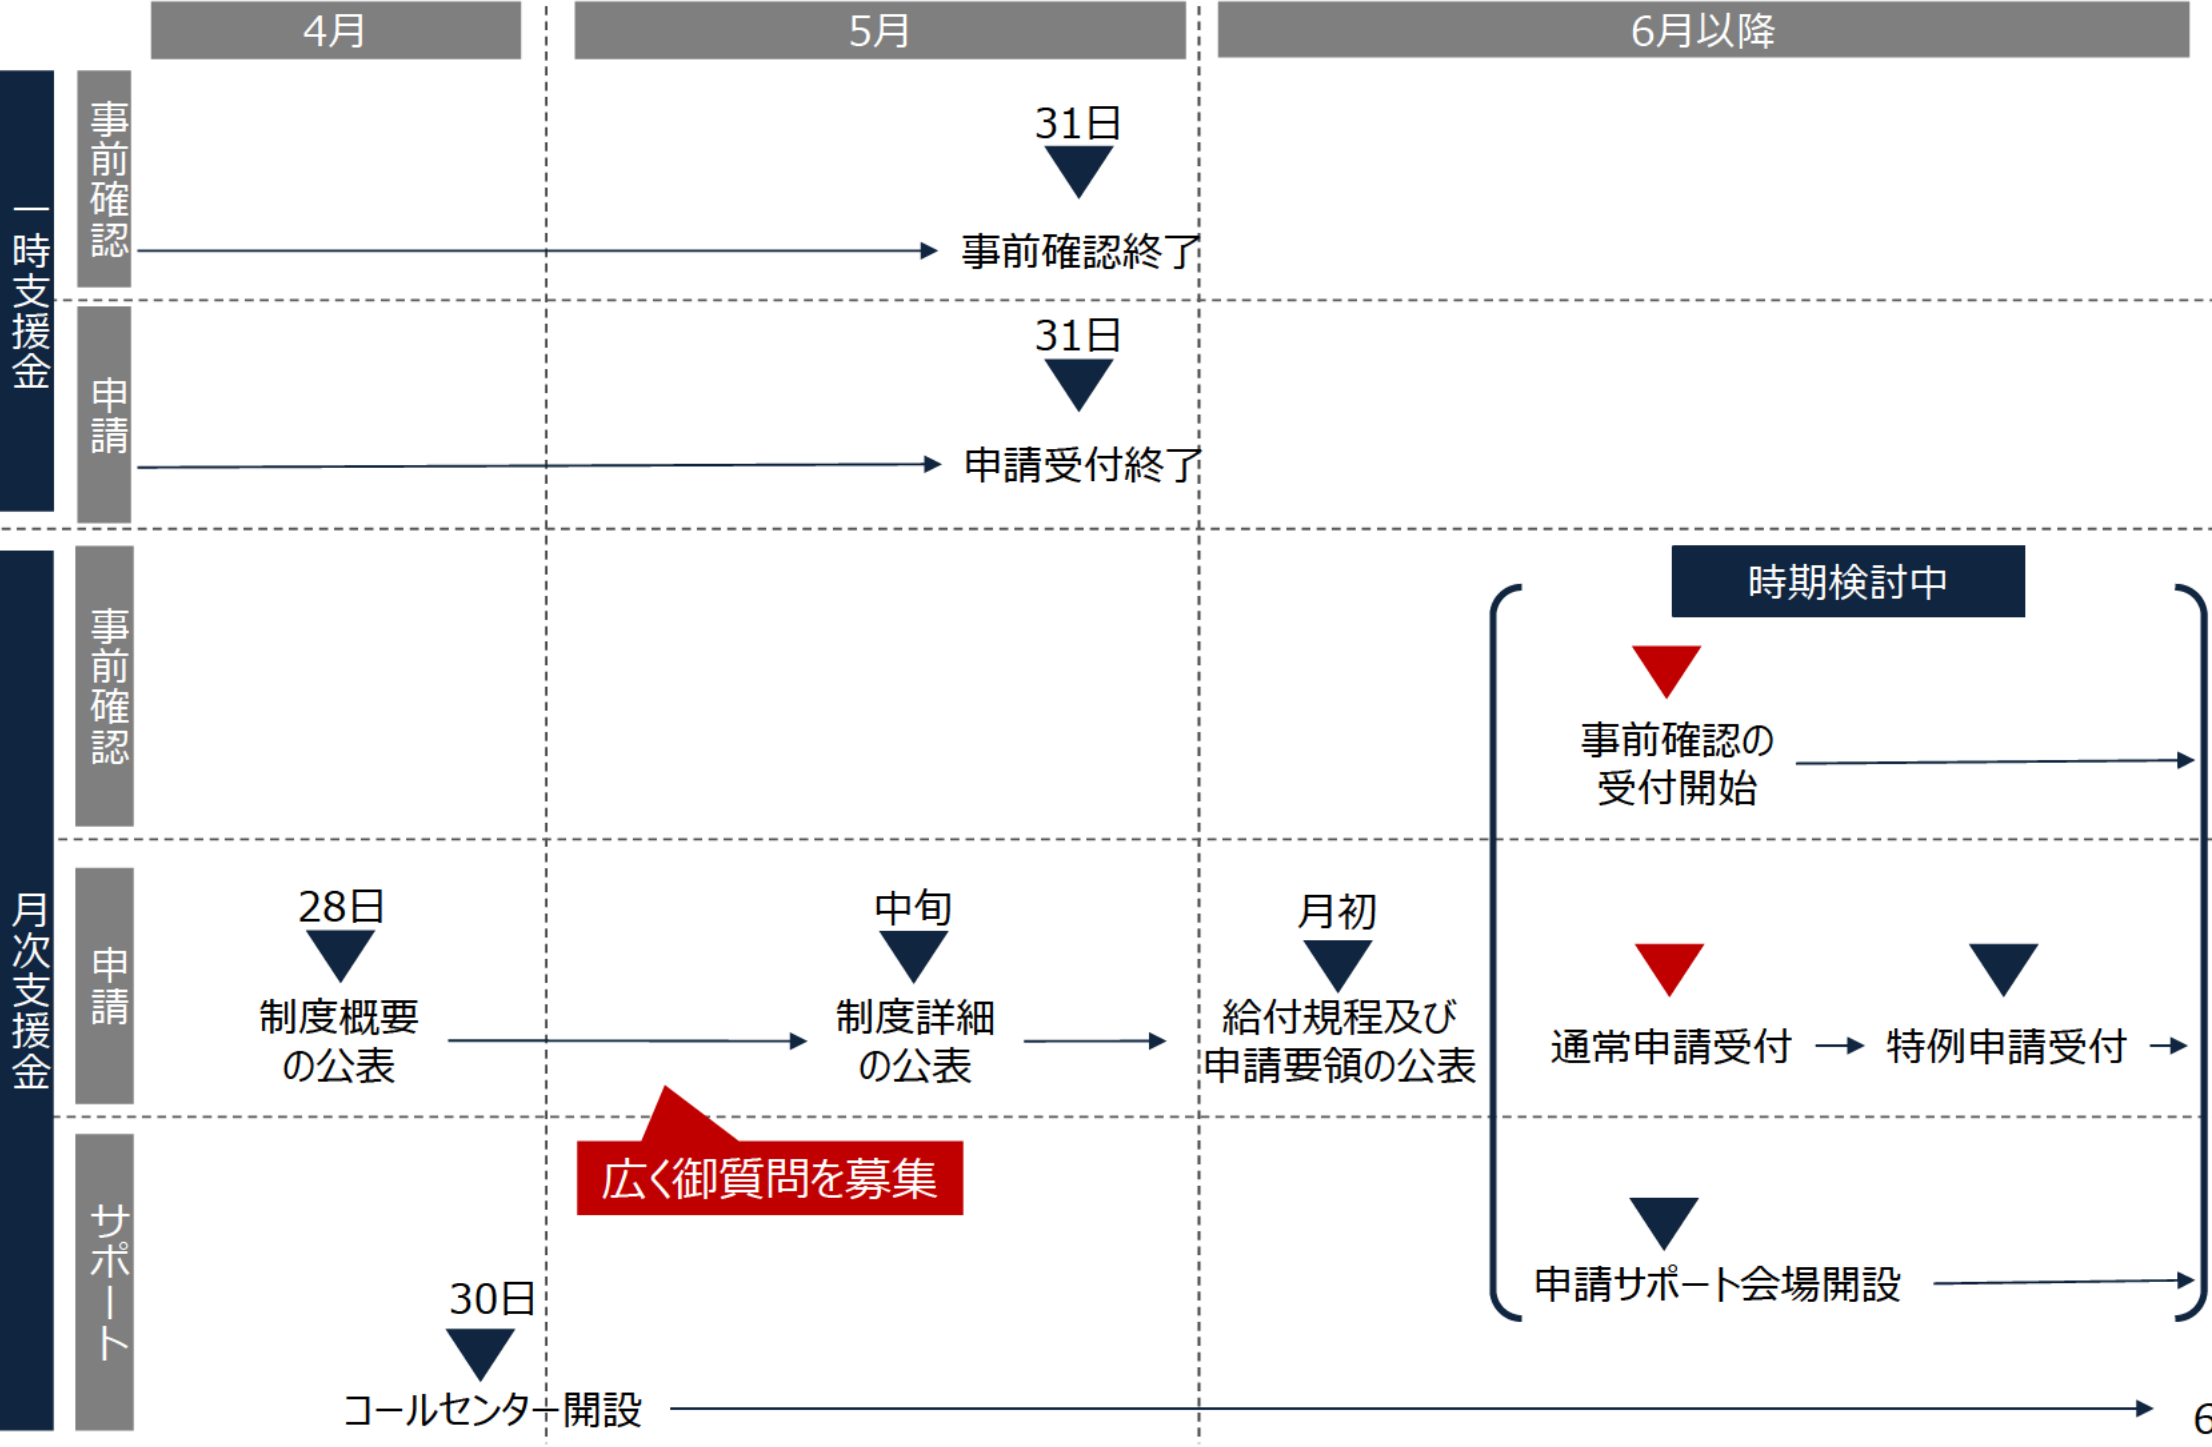 4月
5月
6月以降
一時支援金
事前確認
31日
事前確認終了
申請
31日
申請受付終了
月次支援金
事前確認
時期検討中
事前確認の
受付開始
申請
28日
制度概要
の公表
中旬
制度詳細
の公表
月初
給付規程及び
申請要領の公表
通常申請受付
特例申請受付
広く御質問を募集
サポート
申請サポート会場開設
30日
コールセンター開設
6